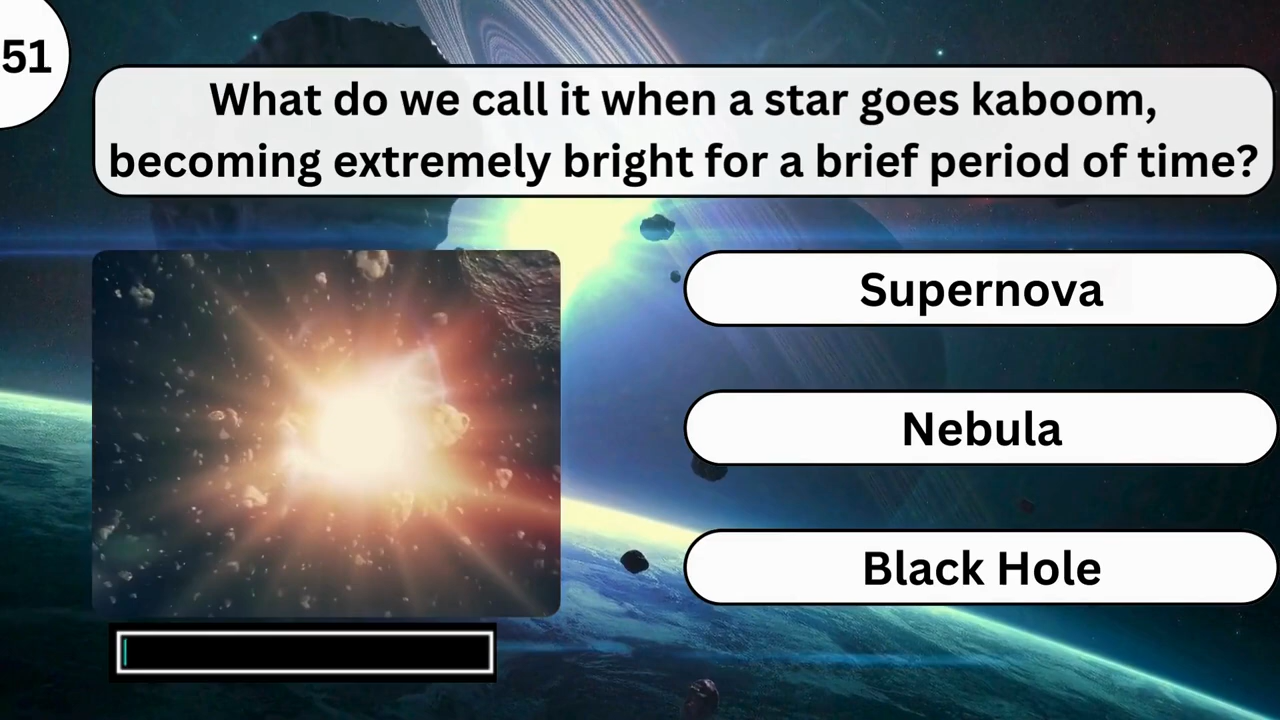 51
What do we call it when a star goes kaboom,
becoming extremely bright for a brief period of time?
Supernova
Nebula
Black Hole